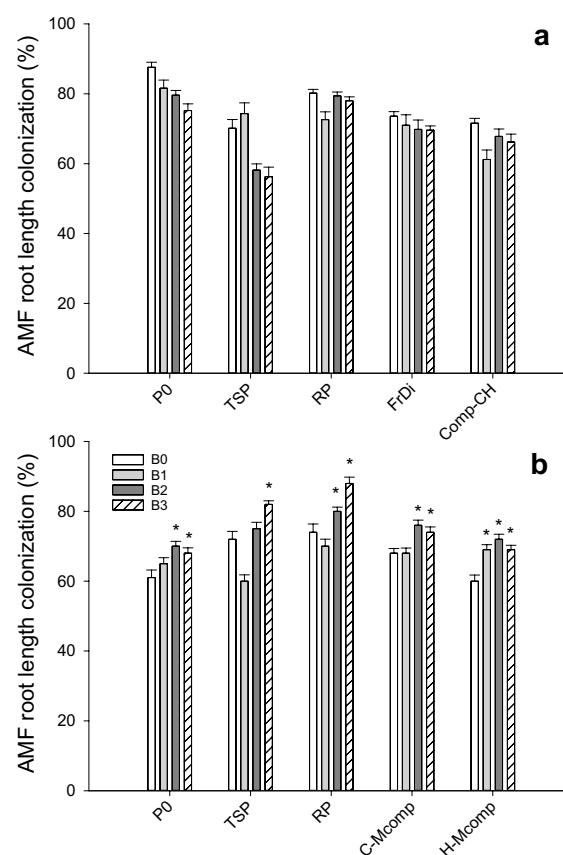 a
AMF root length colonization (%)
100
80
60
40
20
0
P0
TSP
RP
FrDi
Comp-CH
b
AMF root length colonization (%)
100
80
60
40
20
0
B0
B1
B2
B3
* *
*
* *
* *
* * *
P0
TSP
RP
C-Mcomp
H-Mcomp